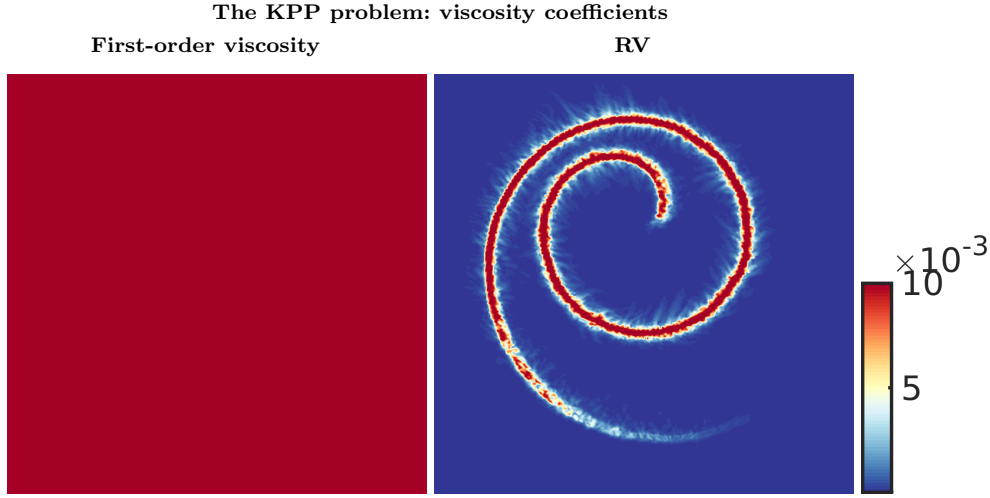 The KPP problem: viscosity coefficients
First-order viscosity RV
×10-3
10
5